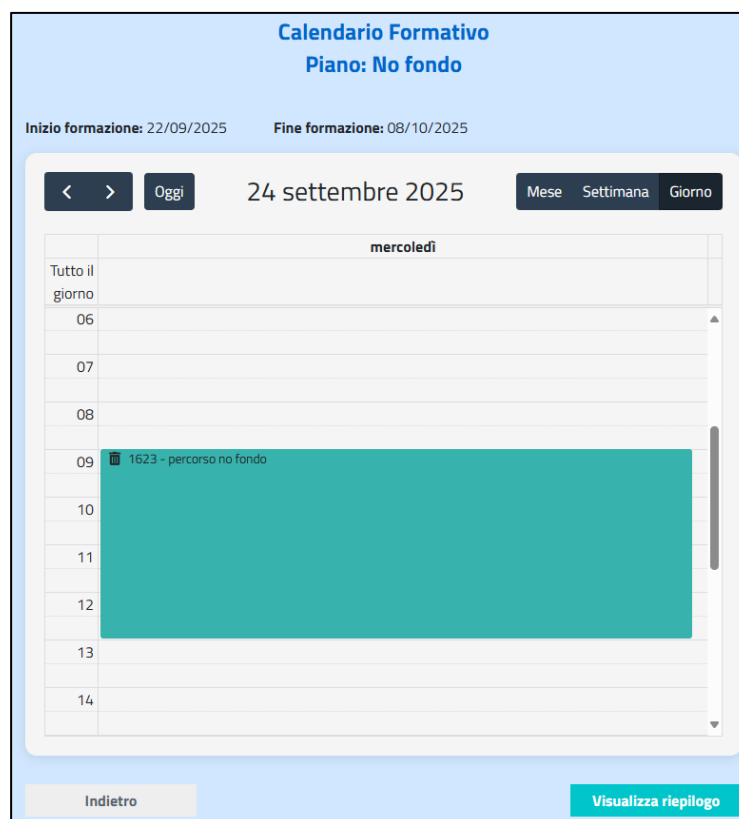 Calendario Formativo
Piano: No fondo
Inizio formazione: 22/09/2025 Fine formazione: 08/10/2025
Oggi 24 settembre 2025 Mese Settimana Giorno
mercoledì
Tutto il
giorno
06
07
08
09 1623 - percorso no fondo
10
11
12
13
14
Indietro Visualizza riepilogo